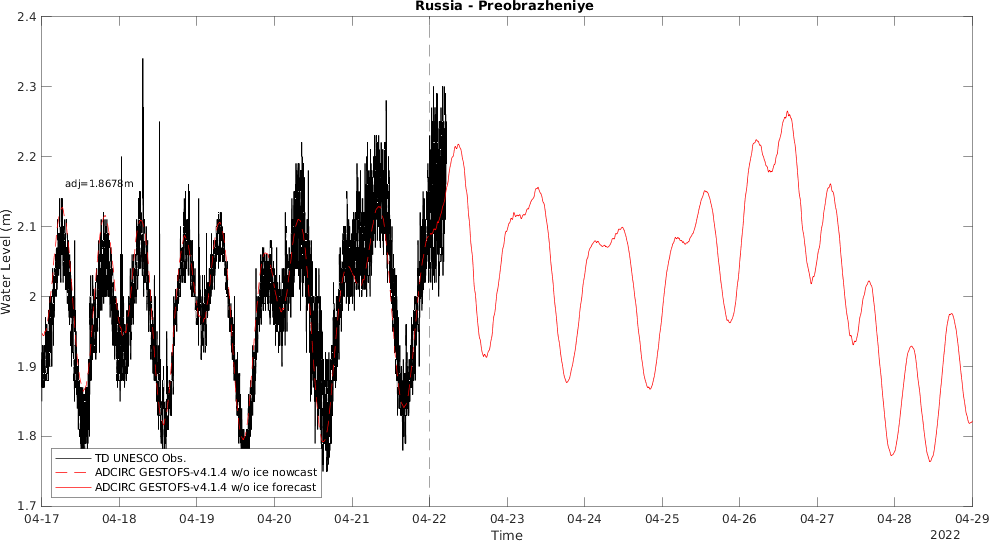 Russia - Preobrazheniye
2.4
2.3
2.2
2.1
2
1.9
1.8
1.7
Water Level (m)
adj=1.8678m
TD UNESCO Obs.
ADCIRC GESTOFS-v4.1.4 w/o ice nowcast
ADCIRC GESTOFS-v4.1.4 w/o ice forecast
04-17 04-18 04-19 04-20 04-21 04-22 04-23 04-24 04-25 04-26 04-27 04-28 04-29
Time
2022